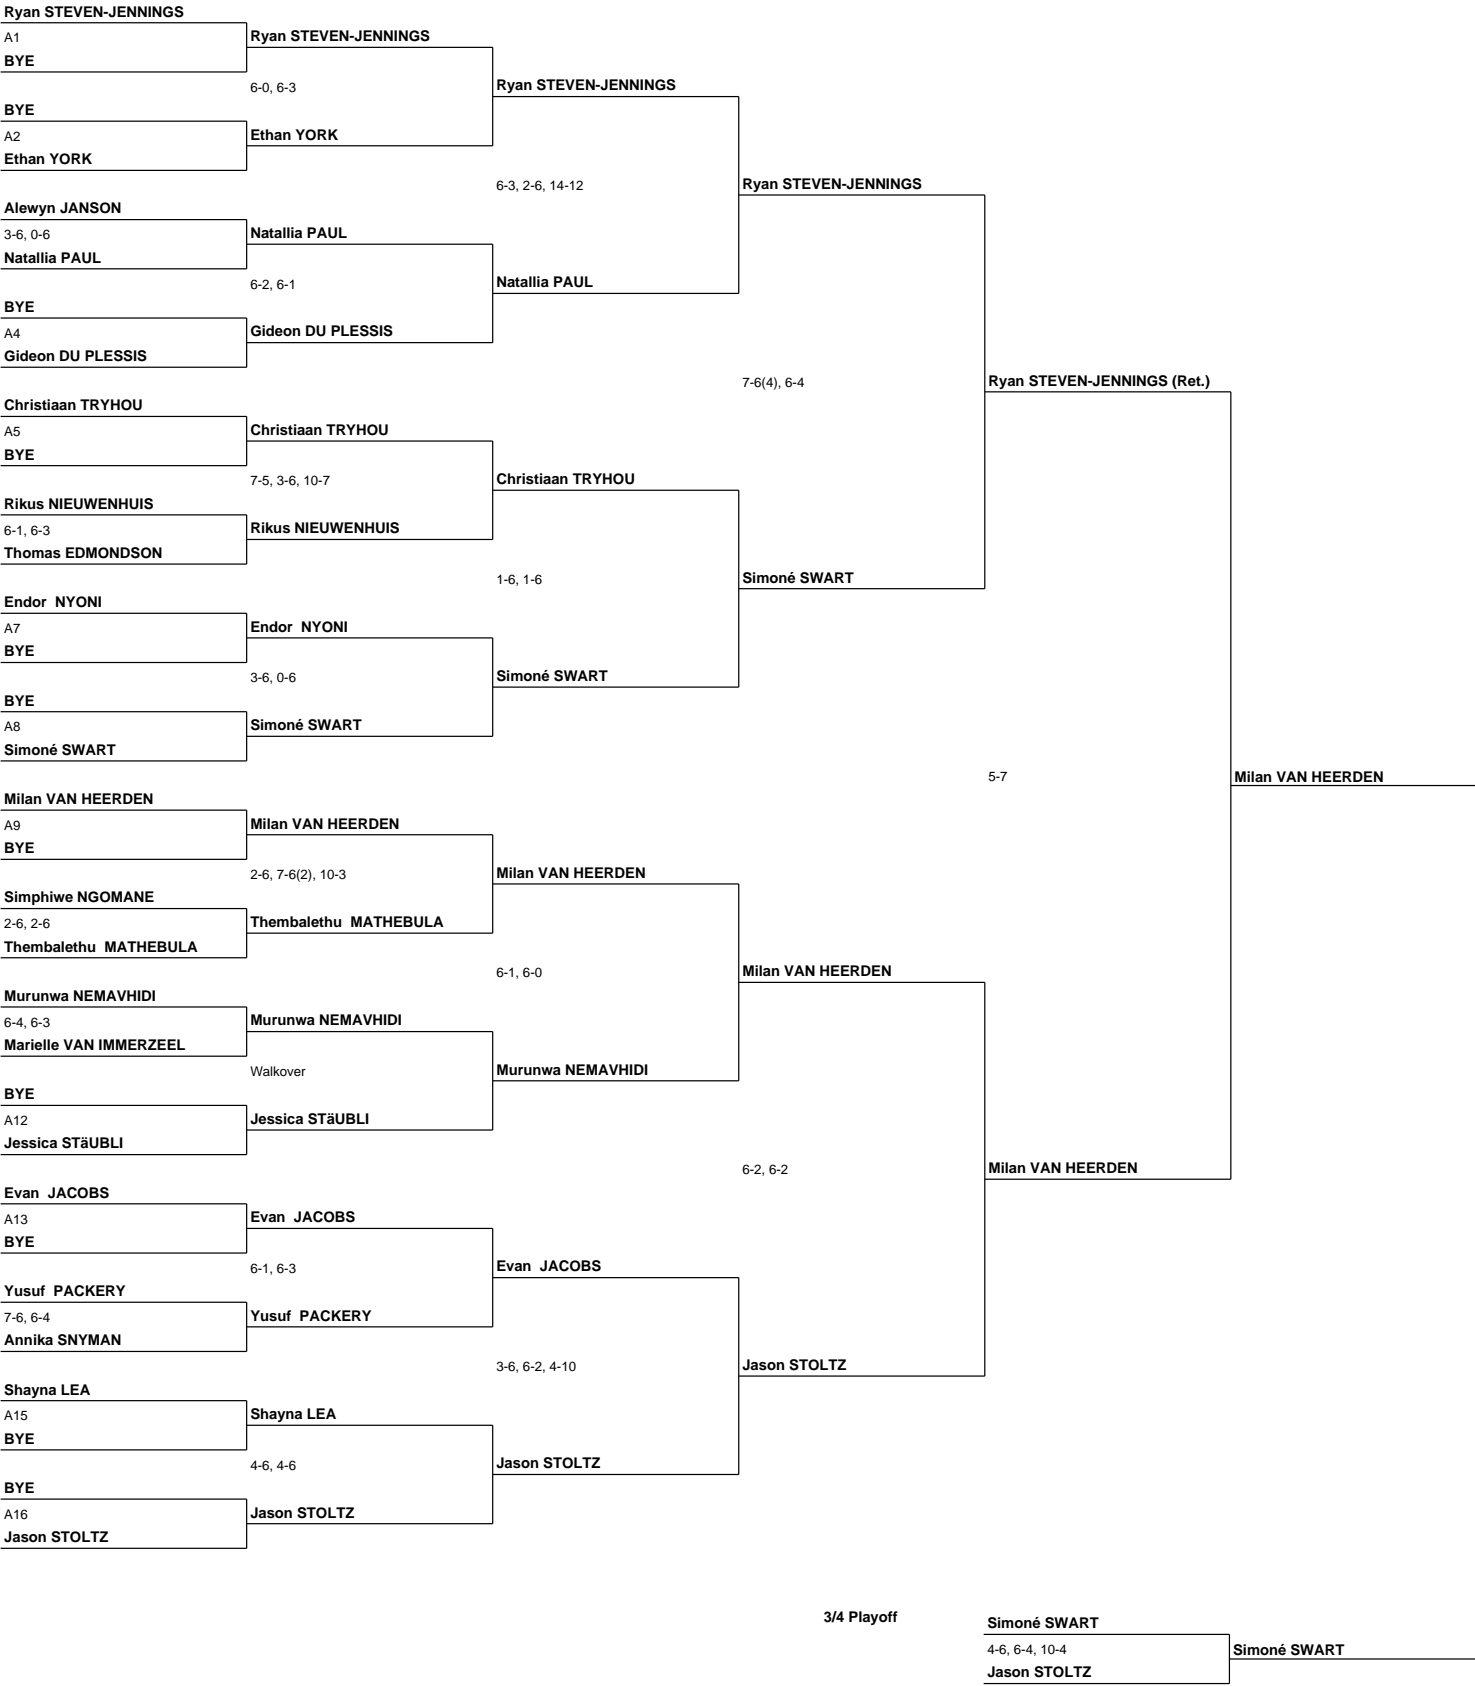 Ryan STEVEN-JENNINGS
A1
BYE
BYE
A2
Ethan YORK
Alewyn JANSON
3-6, 0-6
Natallia PAUL
BYE
A4
Gideon DU PLESSIS
Christiaan TRYHOU
A5
BYE
Rikus NIEUWENHUIS
6-1, 6-3
Thomas EDMONDSON
Endor  NYONI
A7
BYE
BYE
A8
Simoné SWART
Milan VAN HEERDEN
A9
BYE
Simphiwe NGOMANE
2-6, 2-6
Thembalethu  MATHEBULA
Murunwa NEMAVHIDI
6-4, 6-3
Marielle VAN IMMERZEEL
BYE
A12
Jessica STäUBLI
Evan  JACOBS
A13
BYE
Yusuf  PACKERY
7-6, 6-4
Annika SNYMAN
Shayna LEA
A15
BYE
BYE
A16
Jason STOLTZ
Ryan STEVEN-JENNINGS
6-0, 6-3
Ethan YORK
Natallia PAUL
6-2, 6-1
Gideon DU PLESSIS
Christiaan TRYHOU
7-5, 3-6, 10-7
Rikus NIEUWENHUIS
Endor  NYONI
3-6, 0-6
Simoné SWART
Milan VAN HEERDEN
2-6, 7-6(2), 10-3
Thembalethu  MATHEBULA
Murunwa NEMAVHIDI
Walkover
Jessica STäUBLI
Evan  JACOBS
6-1, 6-3
Yusuf  PACKERY
Shayna LEA
4-6, 4-6
Jason STOLTZ
Ryan STEVEN-JENNINGS
6-3, 2-6, 14-12
Natallia PAUL
Christiaan TRYHOU
1-6, 1-6
Simoné SWART
Milan VAN HEERDEN
6-1, 6-0
Murunwa NEMAVHIDI
Evan  JACOBS
3-6, 6-2, 4-10
Jason STOLTZ
Ryan STEVEN-JENNINGS
7-6(4), 6-4
Simoné SWART
Milan VAN HEERDEN
6-2, 6-2
Jason STOLTZ
Ryan STEVEN-JENNINGS (Ret.)
5-7
Milan VAN HEERDEN
Milan VAN HEERDEN
3/4 Playoff
Simoné SWART
4-6, 6-4, 10-4
Jason STOLTZ
Simoné SWART